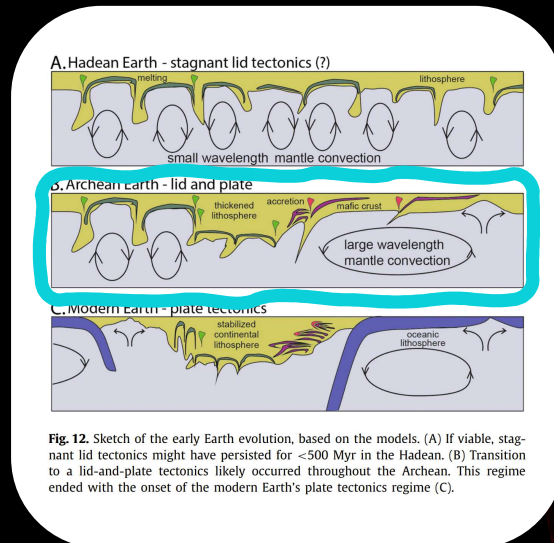 A. Hadean Earth - stagnant lid tectonics (?)
melting
lithosphere
small wavelength mantle convection
B. Archean Earth - lid and plate
thickened
lithosphere
accretion
mafic crust
large wavelength
mantle convection
C. Modern Earth - plate tectonics
stabilized
continental
lithosphere
oceanic
lithosphere
Fig. 12. Sketch of the early Earth evolution, based on the models. (A) If viable, stag-
nant lid tectonics might have persisted for <500 Myr in the Hadean. (B) Transition
to a lid-and-plate tectonics likely occurred throughout the Archean. This regime
ended with the onset of the modern Earth's plate tectonics regime (C).